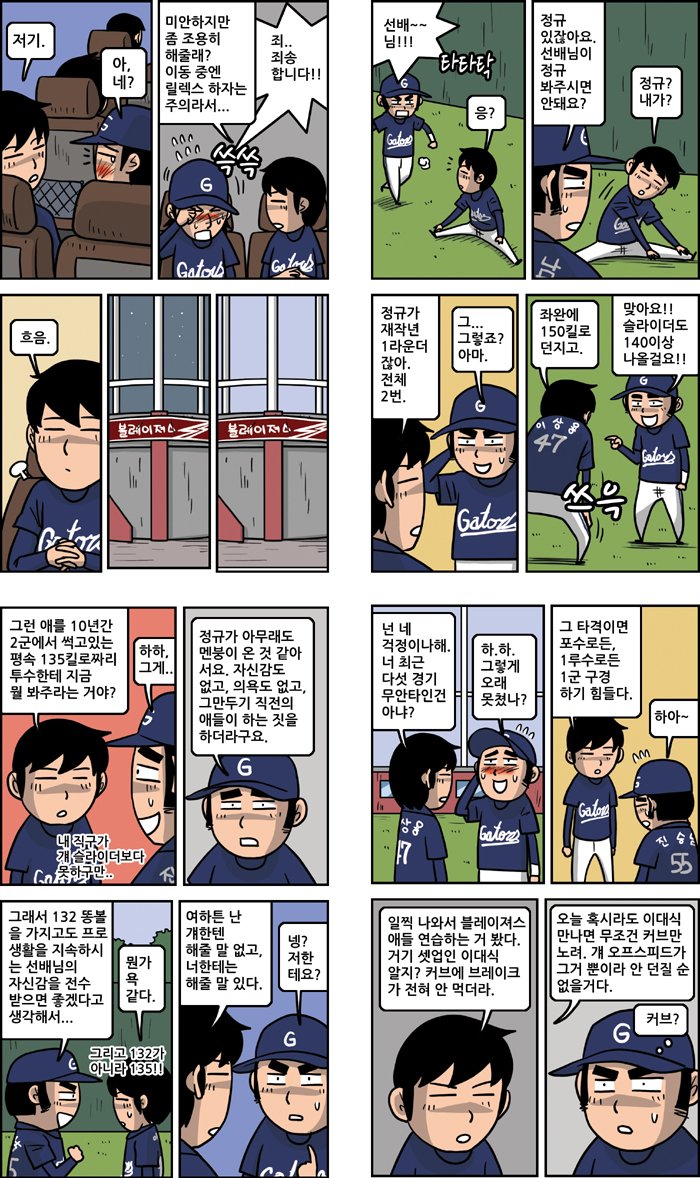 저기.
아,
네?
미안하지만
좀 조용히
해줄래?
이동 중엔
릴렉스 하자는
주의라서...
죄..
죄송
합니다!!
쓱쓱
G
Gators
Gators
선배~~
님!!!
타타탁
응?
G
Gators
정규
있잖아요.
선배님이
정규
봐주시면
안돼요?
정규?
내가?
흐음.
Gators
블레이져스
블레이져스
정규가
재작년
1라운더
잖아.
전체
2번.
그...
그렇죠?
아마.
G
Gators
좌완에
150킬로
던지고.
맞아요!!
슬라이더도
140이상
나올걸요!!
이상용
47
쓰윽
G
Gators
그런 애를 10년간
2군에서 썩고있는
평속 135킬로짜리
투수한테 지금
뭘 봐주라는 거야?
하하,
그게..
내 직구가
걔 슬라이더보다
못하구만..
G
정규가 아무래도
멘붕이 온 것 같아
서요. 자신감도
없고, 의욕도 없고,
그만두기 직전의
애들이 하는 짓을
하더라구요.
G
넌 네
걱정이나해.
너 최근
다섯 경기
무안타인건
아냐?
하.하.
그렇게
오래
못쳤나?
상용
47
G
Gators
그 타격이면
포수로든,
1루수로든
1군 구경
하기 힘들다.
하아~
Gators
진승남
55
그래서 132 똥볼
을 가지고도 프로
생활을 지속하시
는 선배님의
자신감을 전수
받으면 좋겠다고
생각해서...
뭔가
욕
같다.
그리고 132가
아니라 135!!
G
여하튼 난
걔한텐
해줄 말 없고,
너한테는
해줄 말 있다.
넹?
저한
테요?
G
일찍 나와서 블레이져스
애들 연습하는 거 봤다.
거기 셋업인 이대식
알지? 커브에 브레이크
가 전혀 안 먹더라.
오늘 혹시라도 이대식
만나면 무조건 커브만
노려. 걔 오프스피드가
그거 뿐이라 안 던질 순
없을거다.
커브?
G